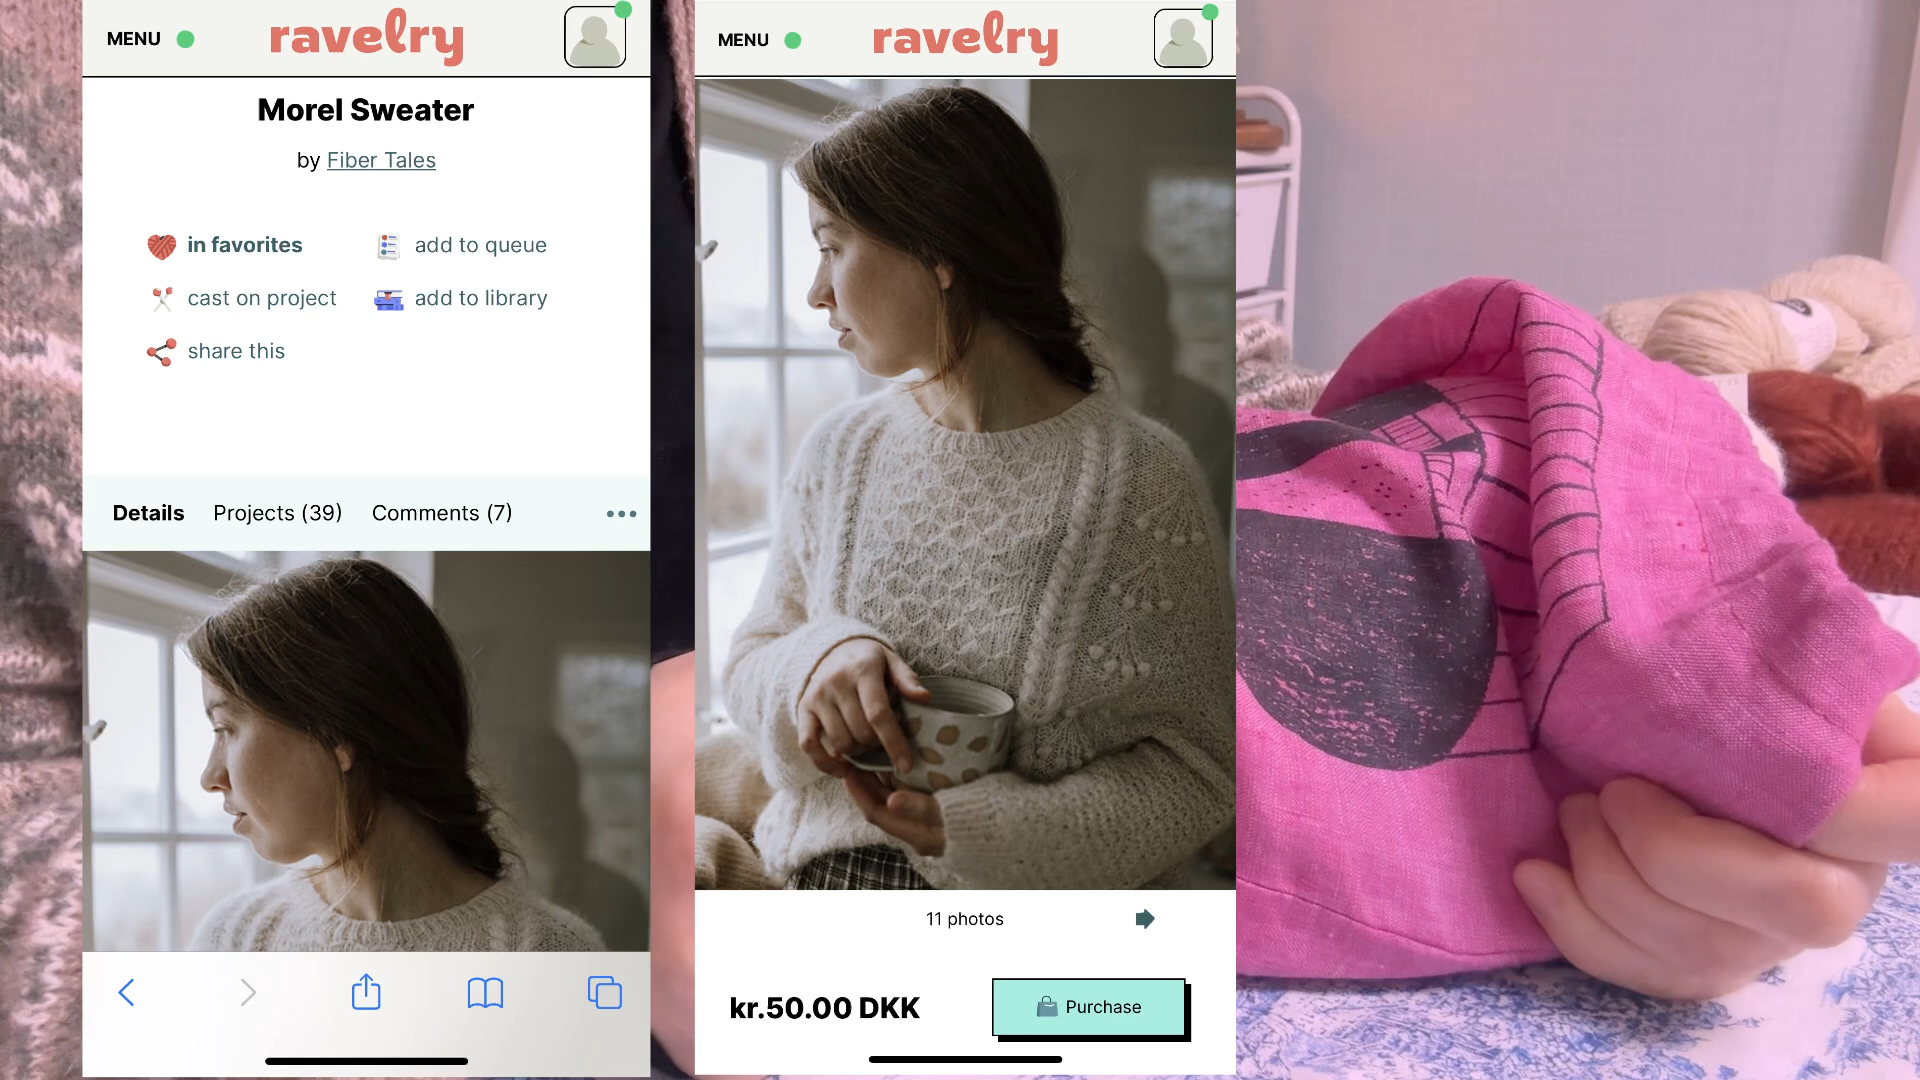 MENU
ravelry
Morel Sweater
by Fiber Tales
in favorites
add to queue
cast on project
add to library
share this
Details
Projects (39)
Comments (7)
MENU
ravelry
11 photos
kr.50.00 DKK
Purchase